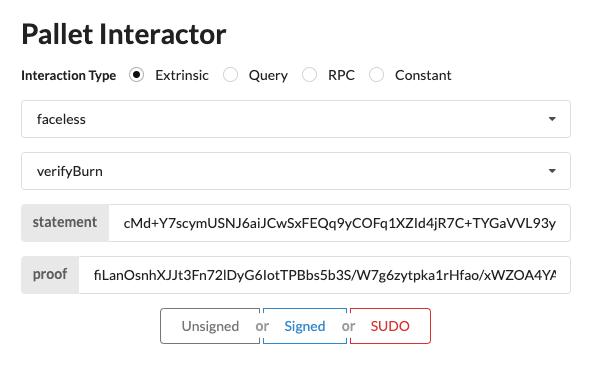 Pallet Interactor
Interaction Type Extrinsic Query RPC Constant
faceless
verifyBurn
statement cMd+Y7scymUSNJ6aiJCwSxFEQq9yCOFq1XZId4jR7C+TYGaVVL93y
proof fiLanOsnhXJJt3Fn72lDyG6IotTPBbs5b3S/W7g6zytpka1rHfao/xWZOA4YA
Unsigned or Signed or SUDO